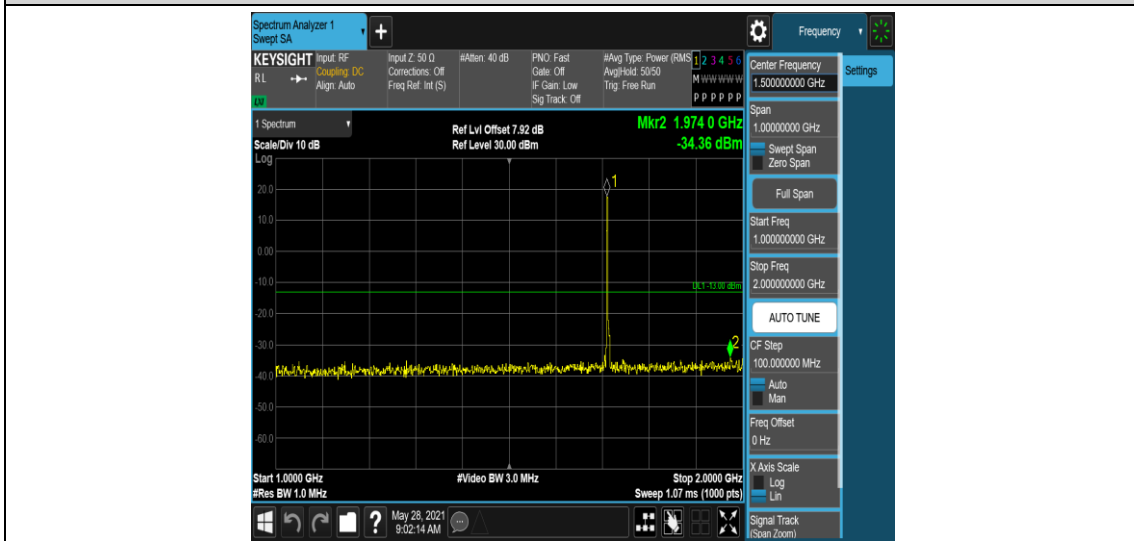 Spectrum Analyzer 1
Swept SA
+
Frequency
KEYSIGHT
RL
LXI
Input: RF
Coupling: DC
Align: Auto
Input Z: 50 Ω
Corrections: Off
Freq Ref: Int (S)
#Atten: 40 dB
PNO: Fast
Gate: Off
IF Gain: Low
Sig Track: Off
#Avg Type: Power (RMS
Avg|Hold: 50/50
Trig: Free Run
1 2 3 4 5 6
M W W W W W
P P P P P P
1 Spectrum
Scale/Div 10 dB
Log
Ref Lvl Offset 7.92 dB
Ref Level 30.00 dBm
Mkr2 1.974 0 GHz
-34.36 dBm
20.0
10.0
0.00
-10.0
-20.0
-30.0
-40.0
-50.0
-60.0
1
DL1 -13.00 dBm
2
Start 1.0000 GHz
#Res BW 1.0 MHz
#Video BW 3.0 MHz
Stop 2.0000 GHz
Sweep 1.07 ms (1000 pts)
?
May 28, 2021
9:02:14 AM
Center Frequency
1.500000000 GHz
Settings
Span
1.00000000 GHz
Swept Span
Zero Span
Full Span
Start Freq
1.000000000 GHz
Stop Freq
2.000000000 GHz
AUTO TUNE
CF Step
100.000000 MHz
Auto
Man
Freq Offset
0 Hz
X Axis Scale
Log
Lin
Signal Track
(Span Zoom)